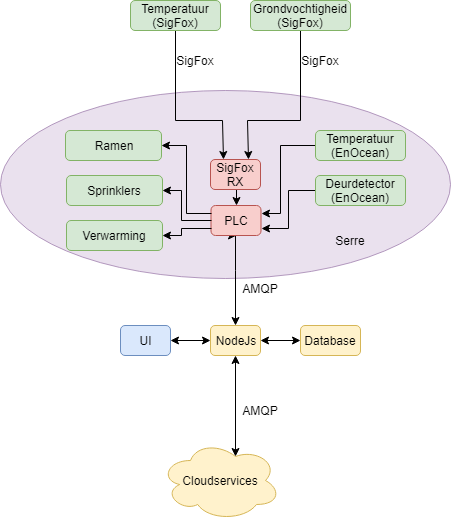 Temperatuur
(SigFox)
Grondvochtigheid
(SigFox)
SigFox
SigFox
Ramen
Temperatuur
(EnOcean)
SigFox
RX
Sprinklers
Deurdetector
(EnOcean)
PLC
Verwarming
Serre
AMQP
UI
NodeJs
Database
AMQP
Cloudservices